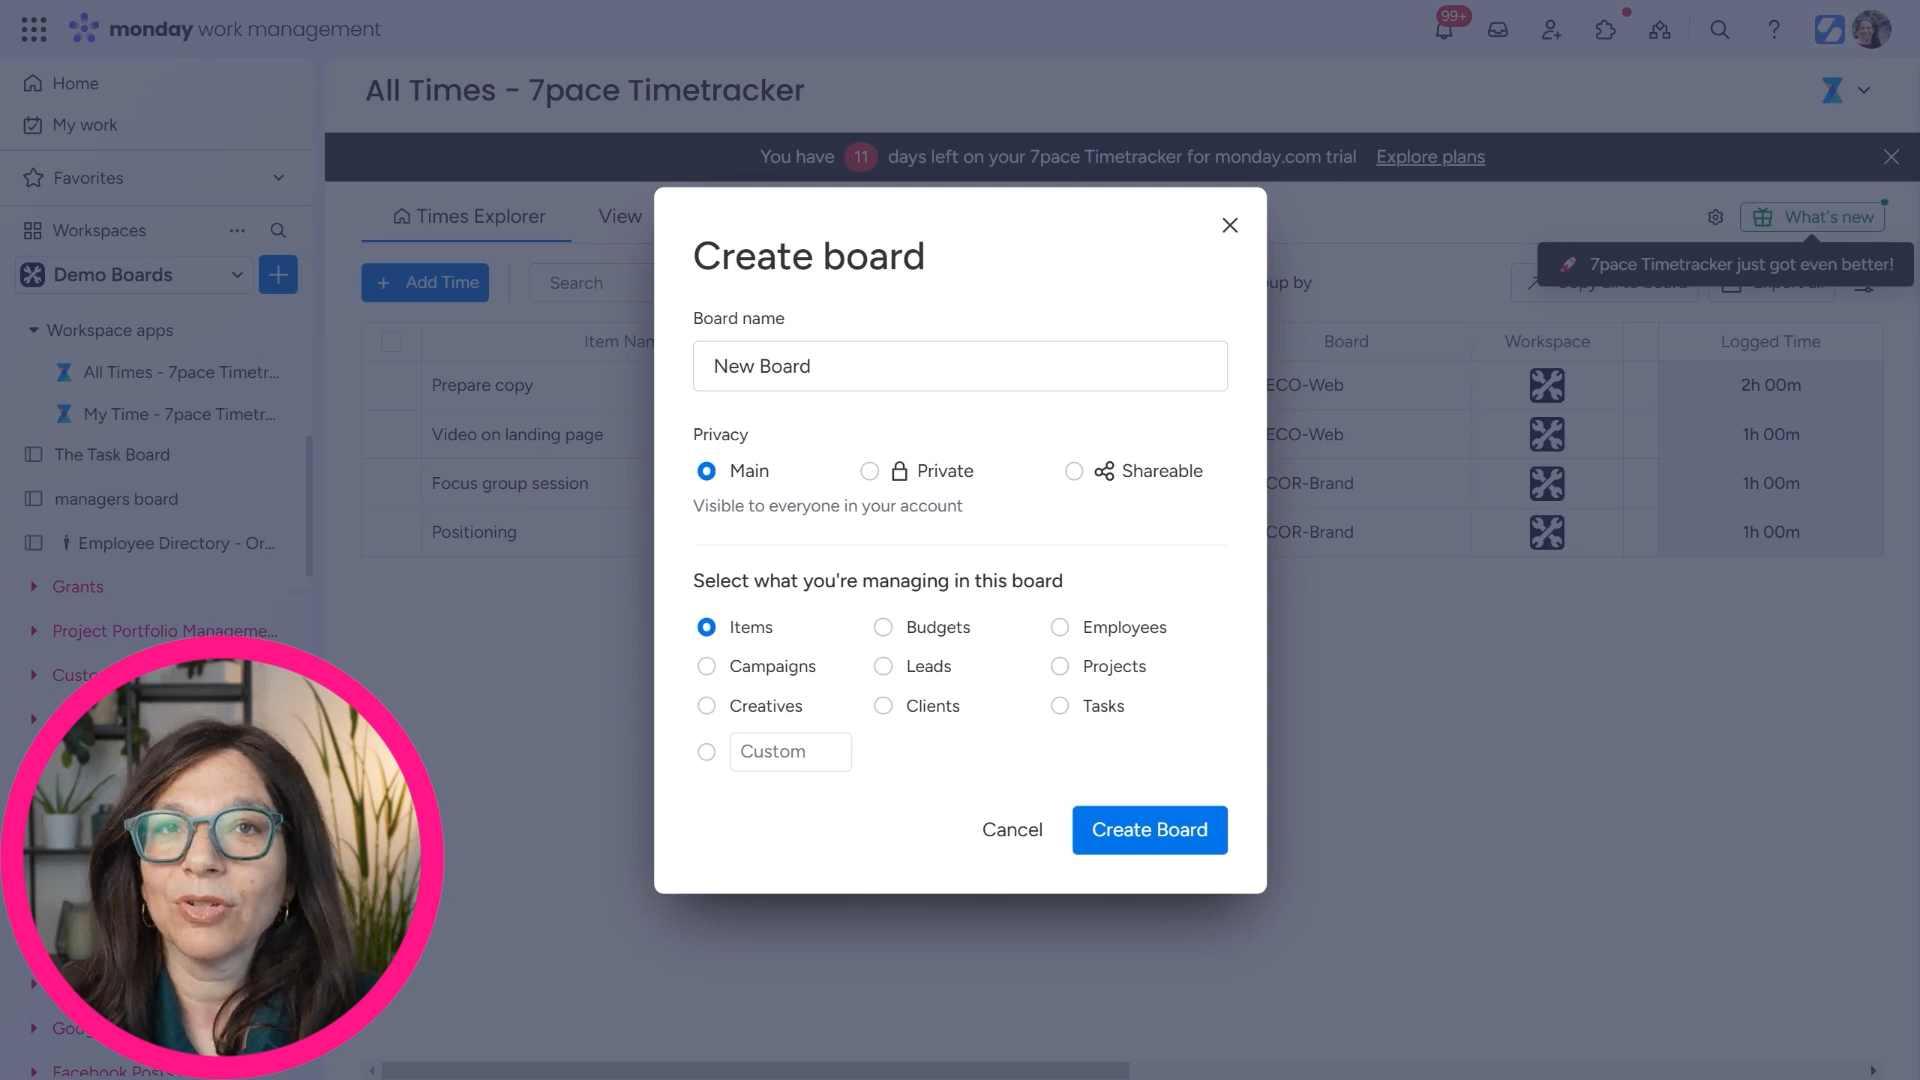 monday work management
99+
Home
My work
Favorites
Workspaces
Demo Boards
Workspace apps
All Times - 7pace Timetr...
My Time - 7pace Timetr...
The Task Board
managers board
Employee Directory - Or...
Grants
Project Portfolio Manageme...
Custo
Goog
Facebook Posts
All Times - 7pace Timetracker
You have 11 days left on your 7pace Timetracker for monday.com trial Explore plans
Times Explorer
View
What's new
7pace Timetracker just got even better!
+ Add Time
Search
up by
Item Nam
Board
Workspace
Logged Time
Prepare copy
ECO-Web
2h 00m
Video on landing page
ECO-Web
1h 00m
Focus group session
COR-Brand
1h 00m
Positioning
COR-Brand
1h 00m
Create board
Board name
New Board
Privacy
Main
Private
Shareable
Visible to everyone in your account
Select what you're managing in this board
Items
Budgets
Employees
Campaigns
Leads
Projects
Creatives
Clients
Tasks
Custom
Cancel
Create Board